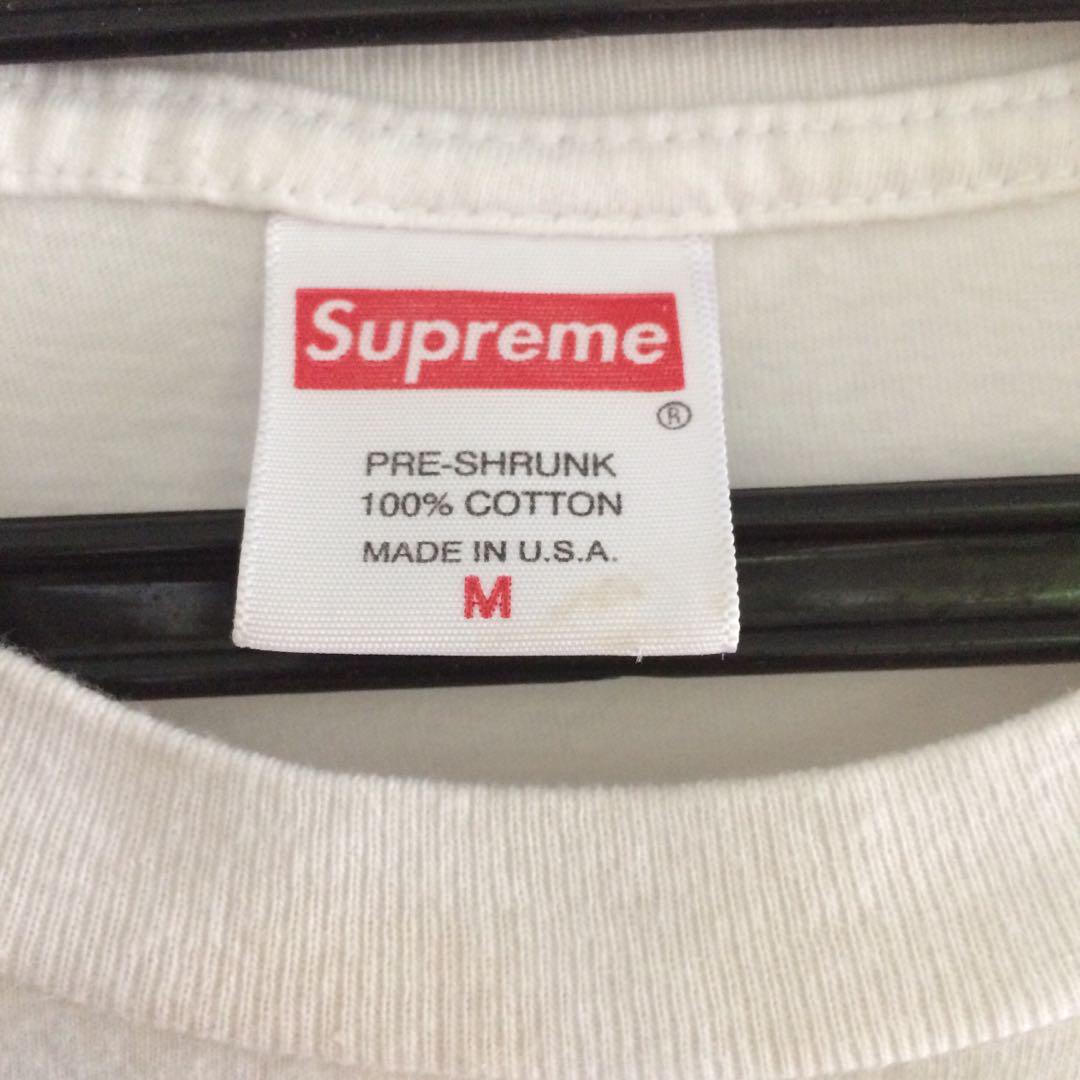 Supreme
®
PRE-SHRUNK
100% COTTON
MADE IN U.S.A.
M